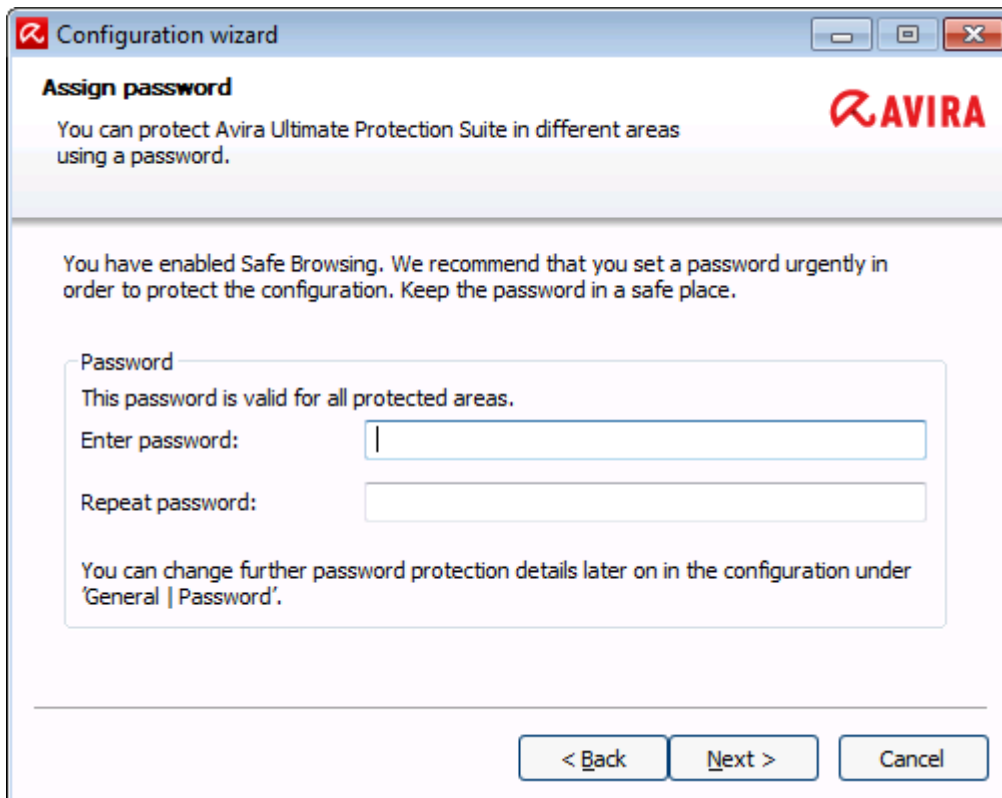 Configuration wizard
Assign password
AVIRA
You can protect Avira Ultimate Protection Suite in different areas
using a password.
You have enabled Safe Browsing. We recommend that you set a password urgently in
order to protect the configuration. Keep the password in a safe place.
Password
This password is valid for all protected areas.
Enter password:
Repeat password:
You can change further password protection details later on in the configuration under
'General | Password'.
< Back
Next >
Cancel